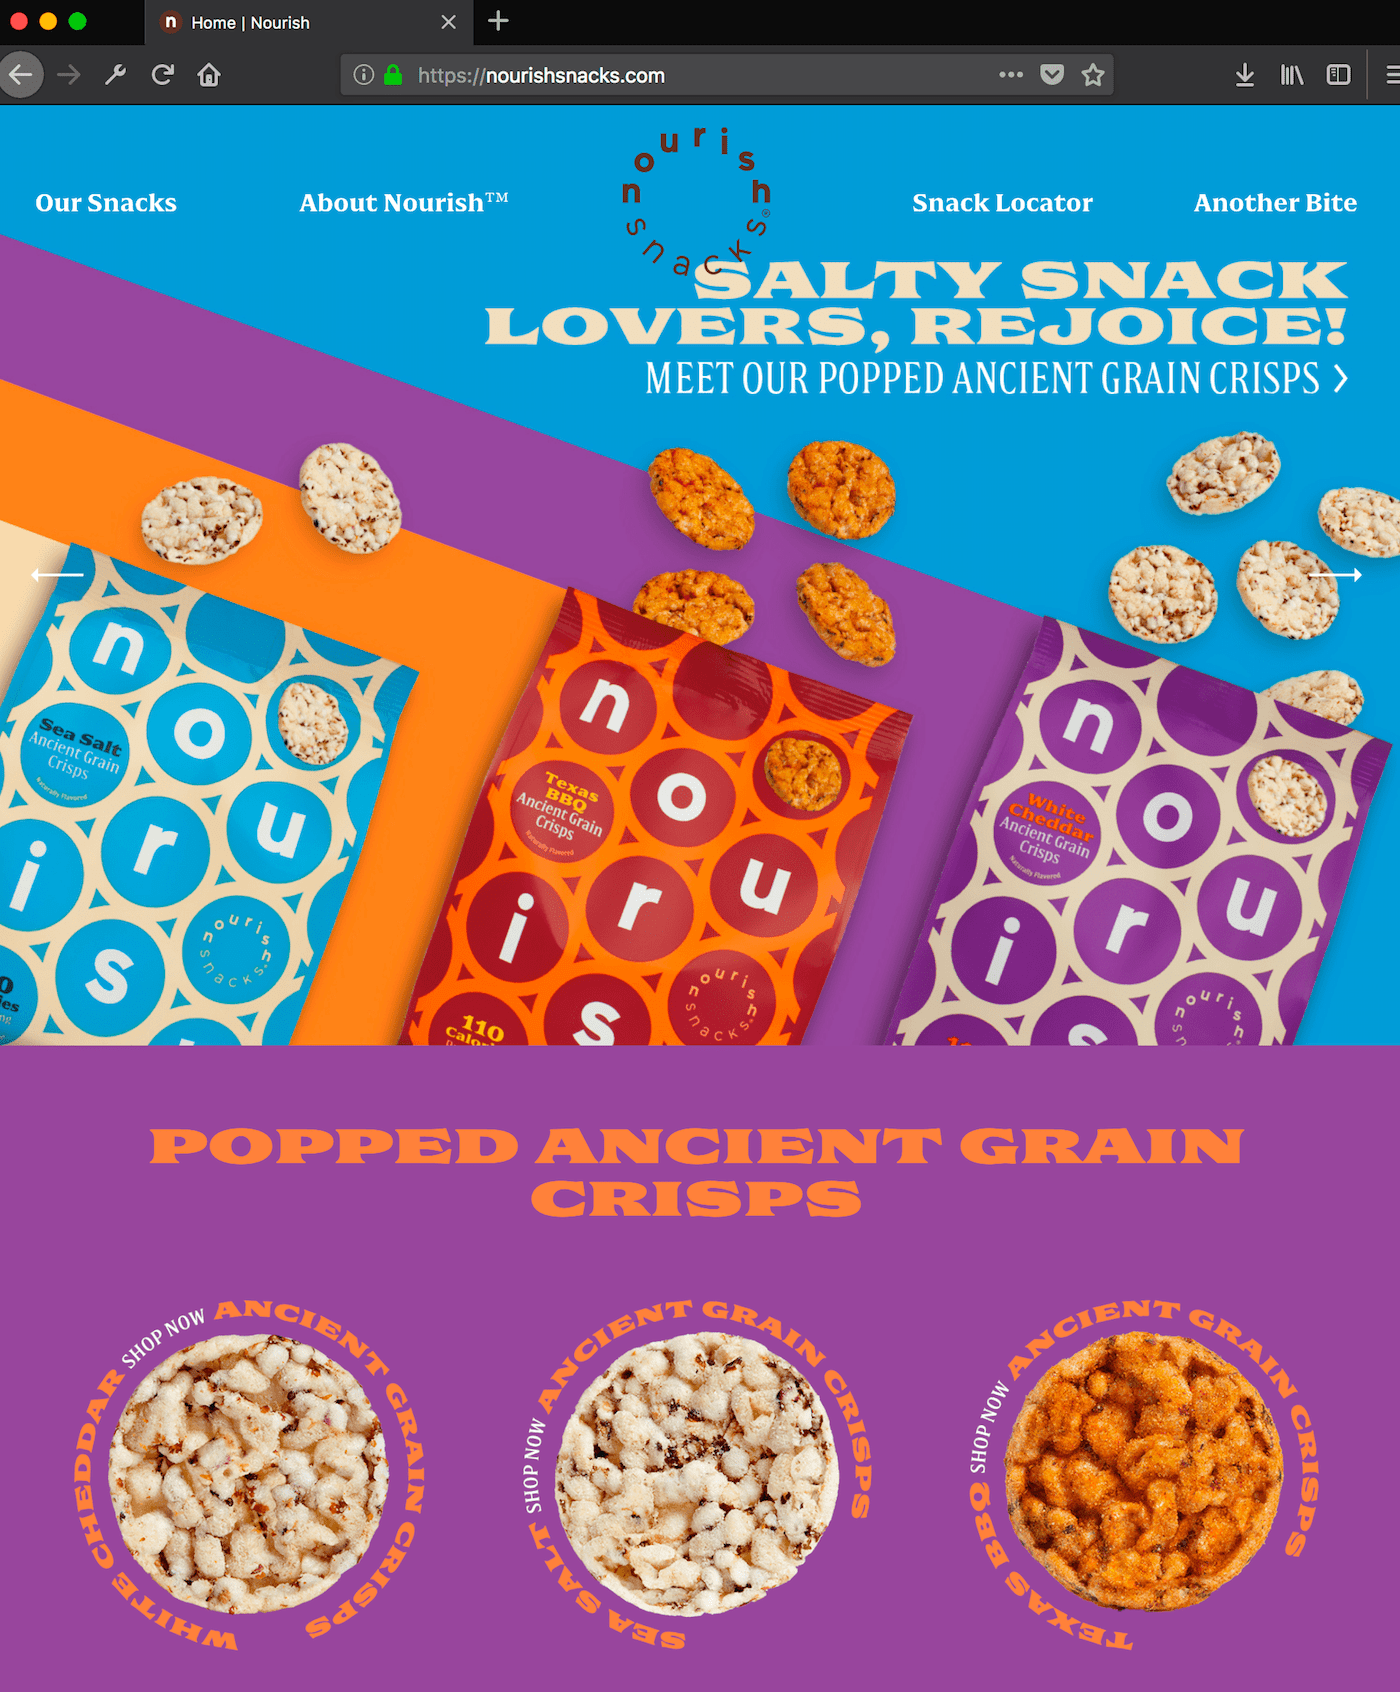 n Home | Nourish
https://nourishsnacks.com
nourish snacks®
Our Snacks
About Nourish™
Snack Locator
Another Bite
SALTY SNACK
LOVERS, REJOICE!
MEET OUR POPPED ANCIENT GRAIN CRISPS >
n
o
u
r
i
s
Sea Salt
Ancient Grain
Crisps
Naturally Flavored
nourish snacks®
n
o
u
r
i
s
Texas
BBQ
Ancient Grain
Crisps
Naturally Flavored
110
nourish snacks®
n
o
u
r
i
s
White
Cheddar
Ancient Grain
Crisps
Naturally Flavored
nourish snacks
POPPED ANCIENT GRAIN
CRISPS
WHITE CHEDDAR SHOP NOW ANCIENT GRAIN CRISPS
SEA SALT SHOP NOW ANCIENT GRAIN CRISPS
TEXAS BBQ SHOP NOW ANCIENT GRAIN CRISPS